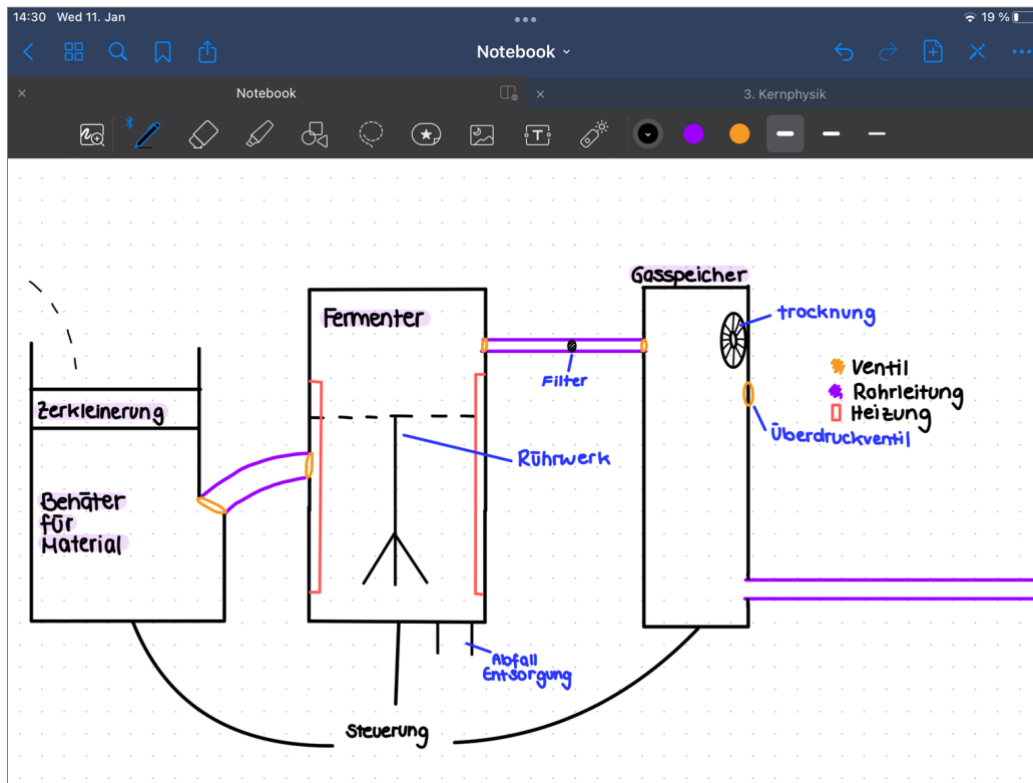 14:30 Wed 11. Jan
19 %
Notebook
Notebook
3. Kernphysik
Gasspeicher
Fermenter
trocknung
Filter
Ventil
Rohrleitung
Heizung
Zerkleinerung
Überdruckventil
Rührwerk
Behäter
für
Material
Abfall
Entsorgung
Steuerung